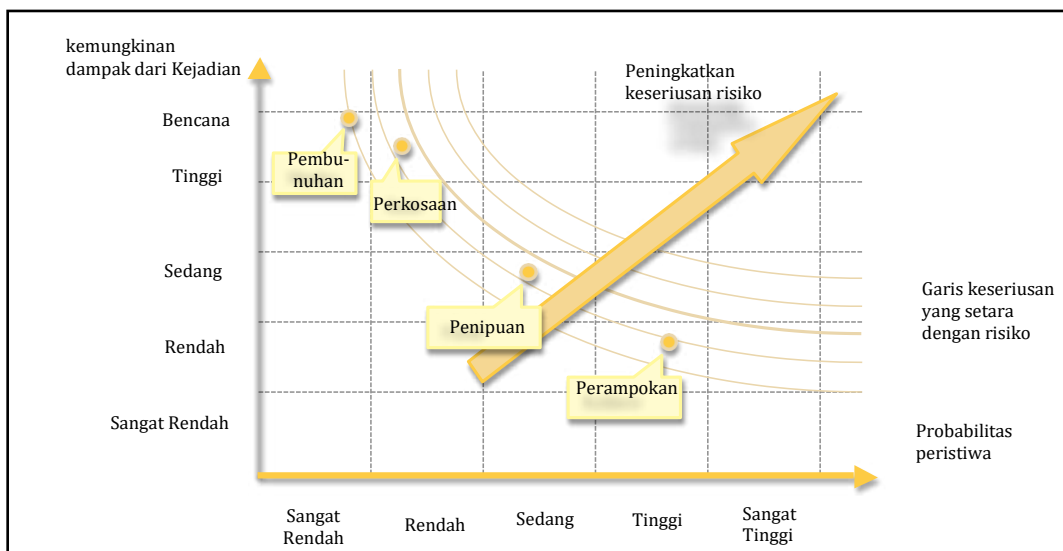 kemungkinan
dampak dari Kejadian
Peningkatkan
keseriusan risiko
Bencana
Pembu-
nuhan
Tinggi
Perkosaan
Sedang
Garis keseriusan
yang setara
dengan risiko
Penipuan
Rendah
Perampokan
Sangat Rendah
Probabilitas
peristiwa
Sangat
Rendah
Rendah
Sedang
Tinggi
Sangat
Tinggi